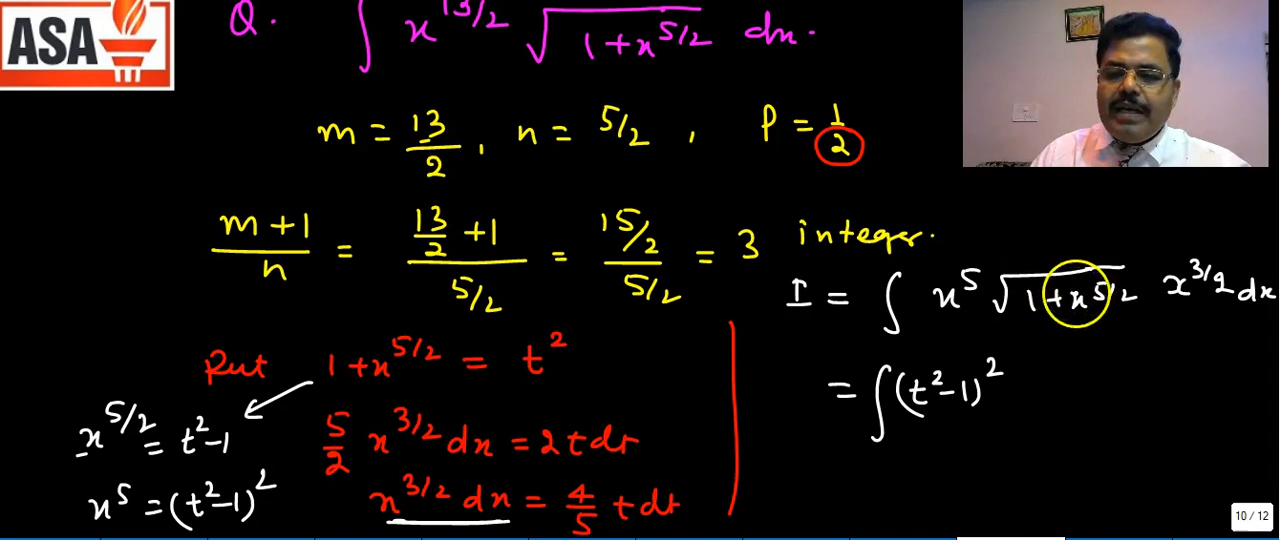 ASA
Q. ∫ x^13/2 √(1+x^5/2) dx.
m = 13/2, n = 5/2, P = 1/2
m+1/n = (13/2 +1)/(5/2) = (15/2)/(5/2) = 3 integer.
Put 1+x^5/2 = t^2
x^5/2 = t^2-1
5/2 x^3/2 dx = 2t dt
x^5 = (t^2-1)^2
x^3/2 dx = 4/5 t dt
I = ∫ x^5 √(1+x^5/2) x^3/2 dx
= ∫(t^2-1)^2
10 / 12